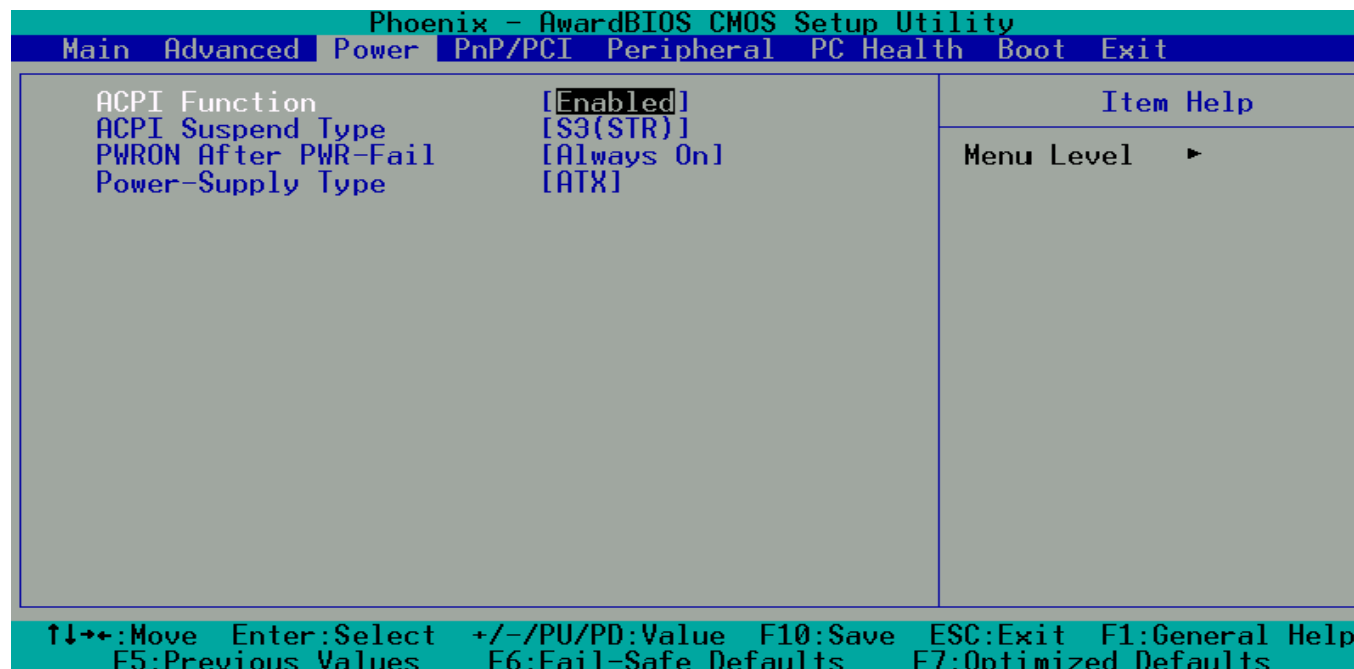 Phoenix - AwardBIOS CMOS Setup Utility
Main Advanced Power PnP/PCI Peripheral PC Health Boot Exit
ACPI Function [Enabled] Item Help
ACPI Suspend Type [S3(STR)]
PWRON After PWR-Fail [Always On] Menu Level ►
Power-Supply Type [ATX]
↑↓→←:Move Enter:Select +/-/PU/PD:Value F10:Save ESC:Exit F1:General Help
F5:Previous Values F6:Fail-Safe Defaults F7:Optimized Defaults